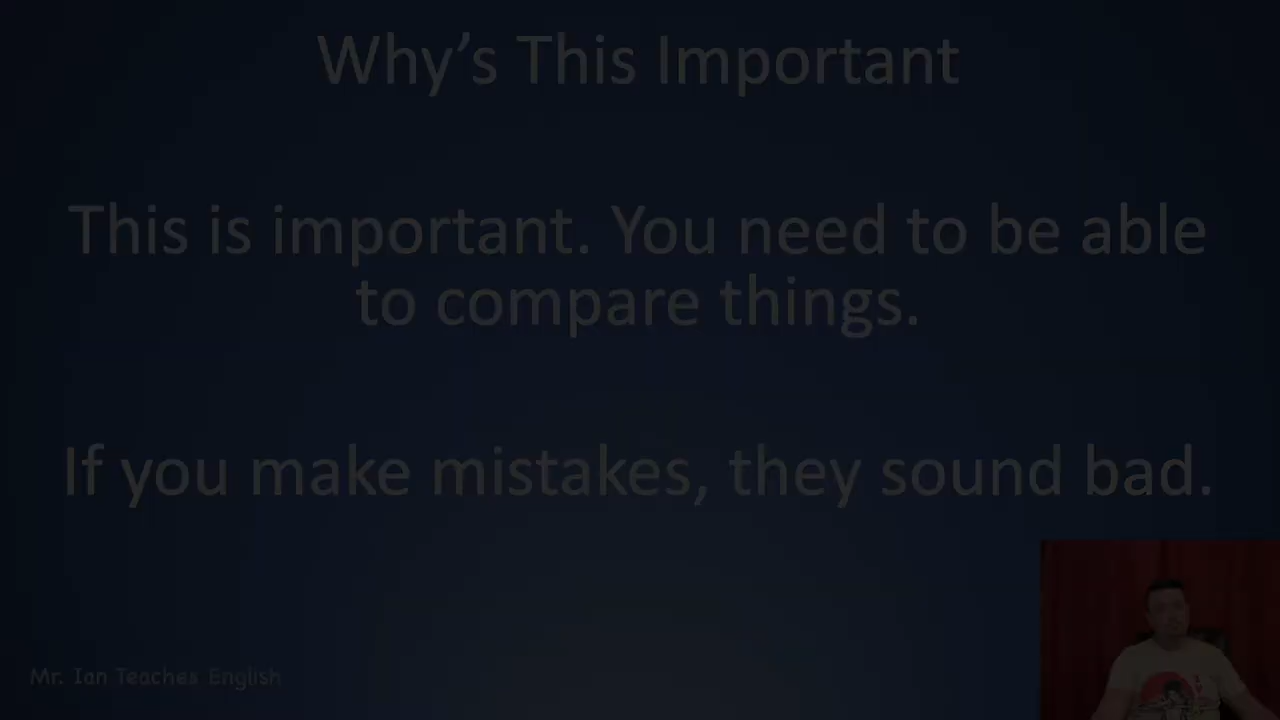 Why’s This Important
This is important. You need to be able
to compare things.
If you make mistakes, they sound bad.
Mr. Ian Teaches English